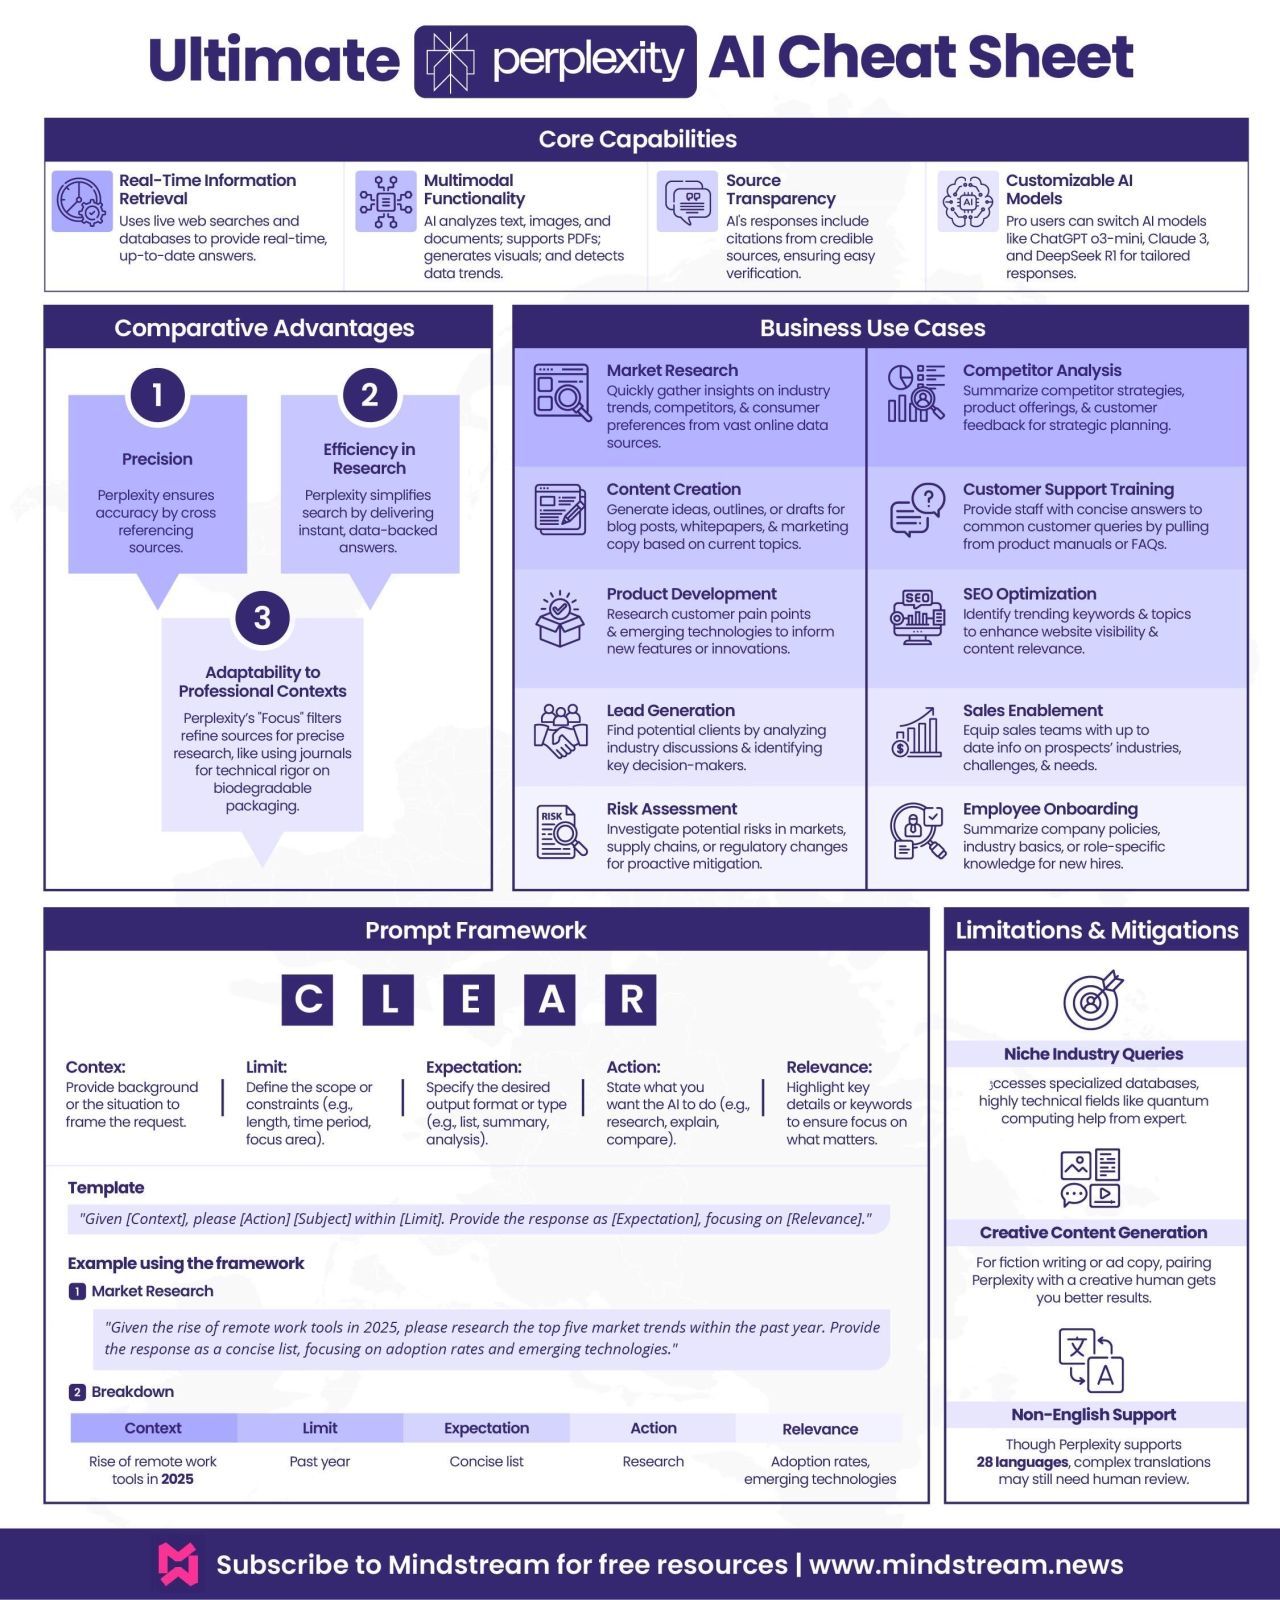 Ultimate perplexity AI Cheat Sheet
Core Capabilities
Real-Time Information
Retrieval
Uses live web searches and
databases to provide real-time,
up-to-date answers.
Multimodal
Functionality
AI analyzes text, images, and
documents; supports PDFs;
generates visuals; and detects
data trends.
Source
Transparency
AI's responses include
citations from credible
sources, ensuring easy
verification.
Customizable AI
Models
Pro users can switch AI models
like ChatGPT o3-mini, Claude 3,
and DeepSeek R1 for tailored
responses.
Comparative Advantages
1
Precision
Perplexity ensures
accuracy by cross
referencing
sources.
2
Efficiency in
Research
Perplexity simplifies
search by delivering
instant, data-backed
answers.
3
Adaptability to
Professional Contexts
Perplexity's "Focus" filters
refine sources for precise
research, like using journals
for technical rigor on
biodegradable
packaging.
Business Use Cases
Market Research
Quickly gather insights on industry
trends, competitors, & consumer
preferences from vast online data
sources.
Competitor Analysis
Summarize competitor strategies,
product offerings, & customer
feedback for strategic planning.
Content Creation
Generate ideas, outlines, or drafts for
blog posts, whitepapers, & marketing
copy based on current topics.
?
Customer Support Training
Provide staff with concise answers to
common customer queries by pulling
from product manuals or FAQs.
Product Development
Research customer pain points
& emerging technologies to inform
new features or innovations.
SEO
SEO Optimization
Identify trending keywords & topics
to enhance website visibility &
content relevance.
Lead Generation
Find potential clients by analyzing
industry discussions & identifying
key decision-makers.
$
Sales Enablement
Equip sales teams with up to
date info on prospects' industries,
challenges, & needs.
RISK
Risk Assessment
Investigate potential risks in markets,
supply chains, or regulatory changes
for proactive mitigation.
Employee Onboarding
Summarize company policies,
industry basics, or role-specific
knowledge for new hires.
Prompt Framework
C L E A R
Contex:
Provide background
or the situation to
frame the request.
Limit:
Define the scope or
constraints (e.g.,
length, time period,
focus area).
Expectation:
Specify the desired
output format or type
(e.g., list, summary,
analysis).
Action:
State what you
want the AI to do (e.g.,
research, explain,
compare).
Relevance:
Highlight key
details or keywords
to ensure focus on
what matters.
Template
"Given [Context], please [Action] [Subject] within [Limit]. Provide the response as [Expectation], focusing on [Relevance]."
Example using the framework
1 Market Research
"Given the rise of remote work tools in 2025, please research the top five market trends within the past year. Provide
the response as a concise list, focusing on adoption rates and emerging technologies."
2 Breakdown
Context Limit Expectation Action Relevance
Rise of remote work
tools in 2025
Past year
Concise list
Research
Adoption rates,
emerging technologies
Limitations & Mitigations
Niche Industry Queries
specialized databases,
highly technical fields like quantum
computing help from expert.
Creative Content Generation
For fiction writing or ad copy, pairing
Perplexity with a creative human gets
you better results.
文 A
Non-English Support
Though Perplexity supports
28 languages, complex translations
may still need human review.
Subscribe to Mindstream for free resources | www.mindstream.news